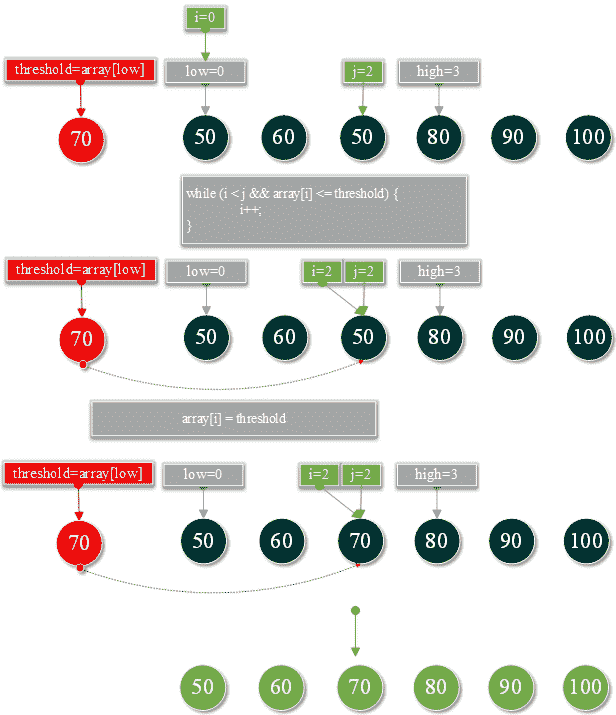 i=0
threshold=array[low] low=0 j=2 high=3
70 50 60 50 80 90 100
while (i < j && array[i] <= threshold) {
i++;
}
threshold=array[low] low=0 i=2 j=2 high=3
70 50 60 50 80 90 100
array[i] = threshold
threshold=array[low] low=0 i=2 j=2 high=3
70 50 60 70 80 90 100
50 60 70 80 90 100